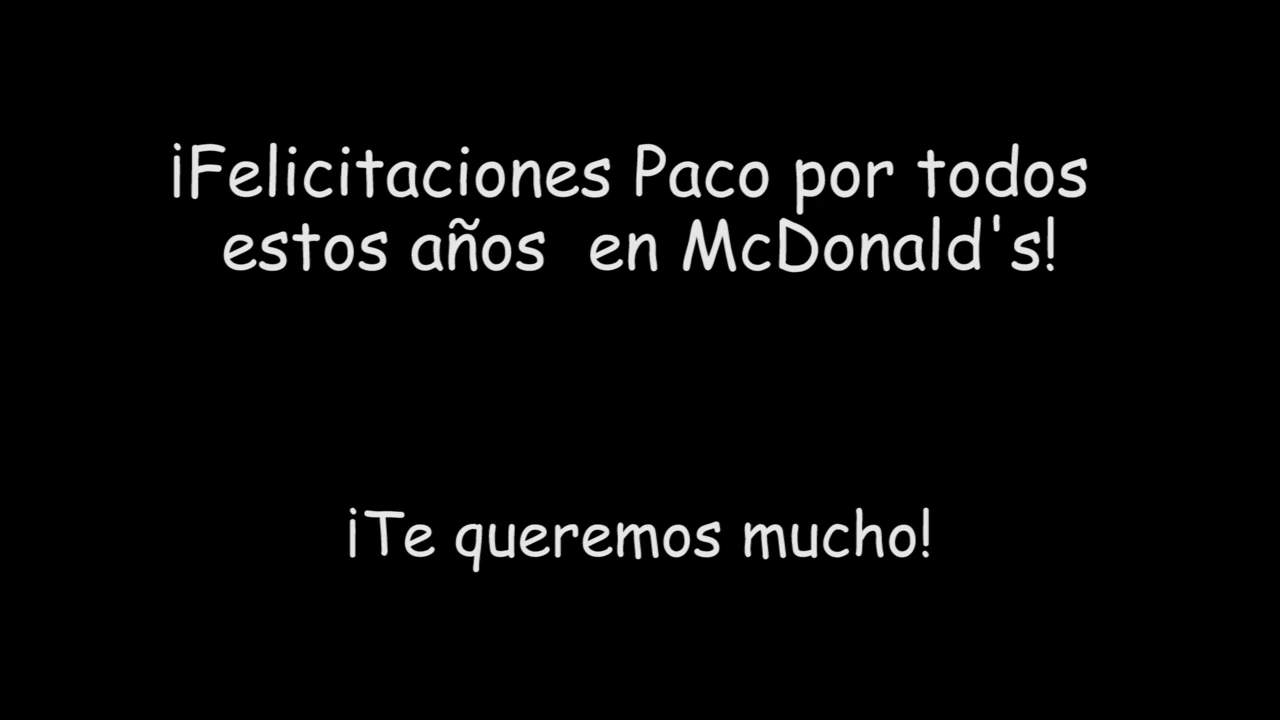 ¡Felicitaciones Paco por todos
estos años  en McDonald's!
¡Te queremos mucho!